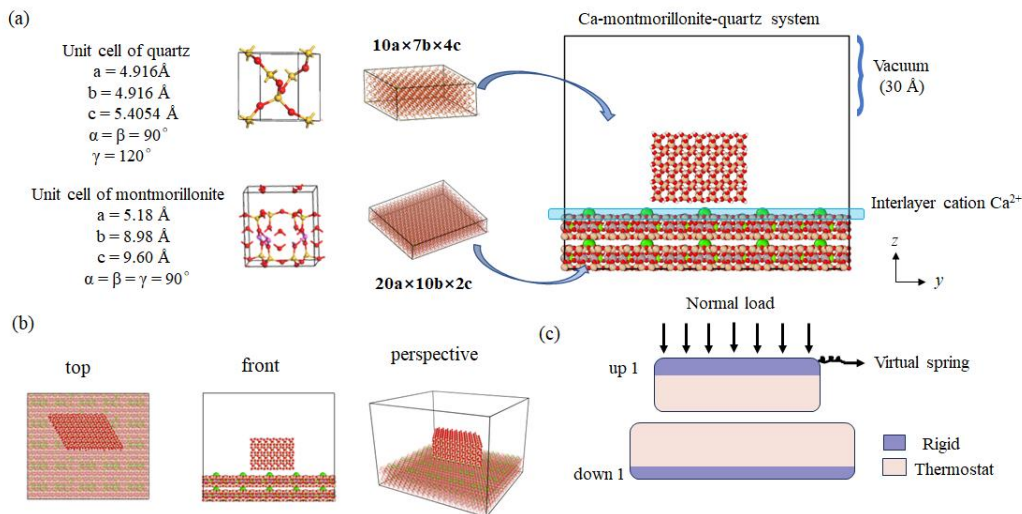 (a)
Ca-montmorillonite-quartz system
Unit cell of quartz
a = 4.916Å
b = 4.916 Å
c = 5.4054 Å
α = β = 90°
γ = 120°
10a×7b×4c
Vacuum
(30 Å)
Unit cell of montmorillonite
a = 5.18 Å
b = 8.98 Å
c = 9.60 Å
α = β = γ = 90°
20a×10b×2c
Interlayer cation Ca²⁺
z
y
(b)
top
front
perspective
(c)
Normal load
up 1
Virtual spring
down 1
Rigid
Thermostat